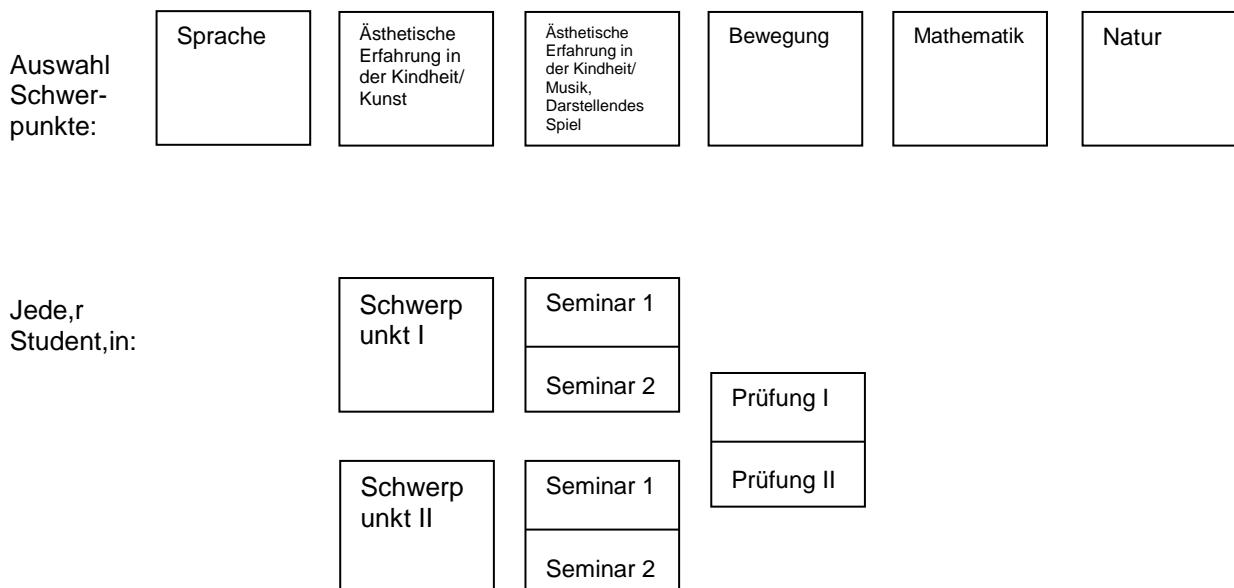 Auswahl
Schwer-
punkte:
Sprache
Ästhetische
Erfahrung in
der Kindheit/
Kunst
Ästhetische
Erfahrung in
der Kindheit/
Musik,
Darstellendes
Spiel
Bewegung
Mathematik
Natur
Jede,r
Student,in:
Schwerp
unkt I
Seminar 1
Seminar 2
Prüfung I
Prüfung II
Schwerp
unkt II
Seminar 1
Seminar 2